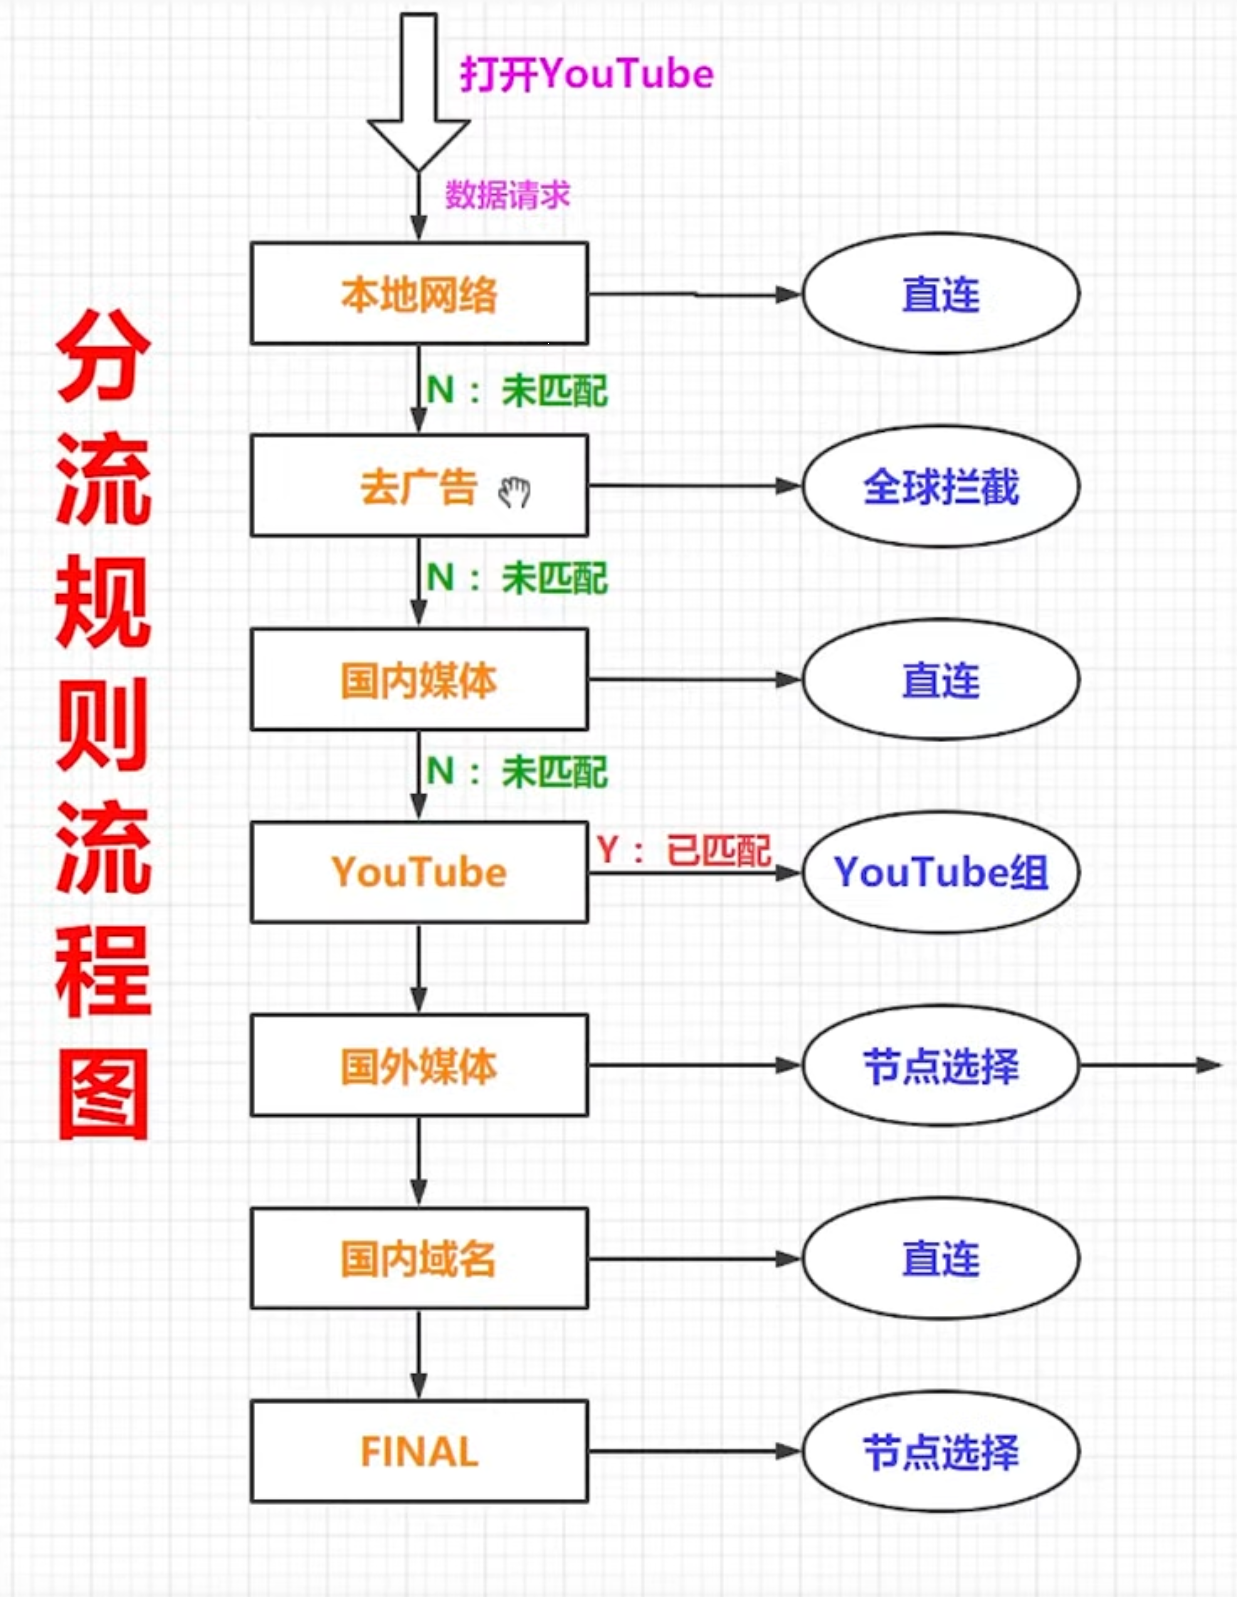 打开YouTube
数据请求
分流规则流程图
本地网络
直连
N： 未匹配
去广告
全球拦截
N： 未匹配
国内媒体
直连
N： 未匹配
YouTube
Y： 已匹配
YouTube组
国外媒体
节点选择
国内域名
直连
FINAL
节点选择